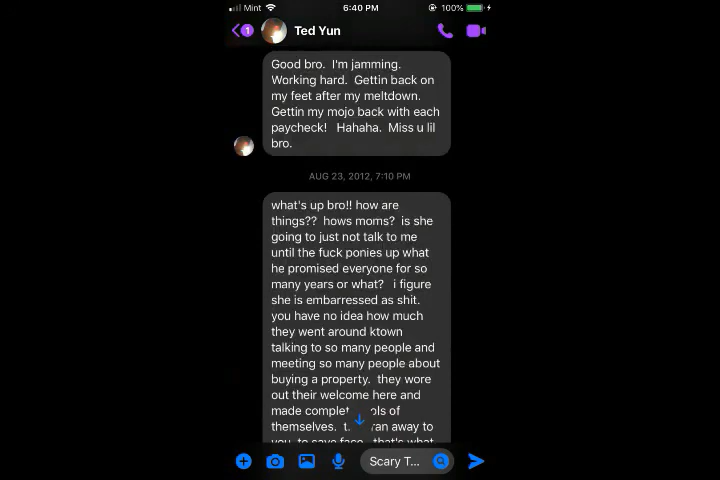 Mint 6:40 PM 100%
1 Ted Yun
Good bro. I'm jamming.
Working hard. Gettin back on
my feet after my meltdown.
Gettin my mojo back with each
paycheck! Hahaha. Miss u lil
bro.
AUG 23, 2012, 7:10 PM
what's up bro!! how are
things?? hows moms? is she
going to just not talk to me
until the fuck ponies up what
he promised everyone for so
many years or what? i figure
she is embarressed as shit.
you have no idea how much
they went around ktown
talking to so many people and
meeting so many people about
buying a property. they wore
out their welcome here and
made complet ols of
themselves. t. ran away to
you to save face that's what
Scary T...